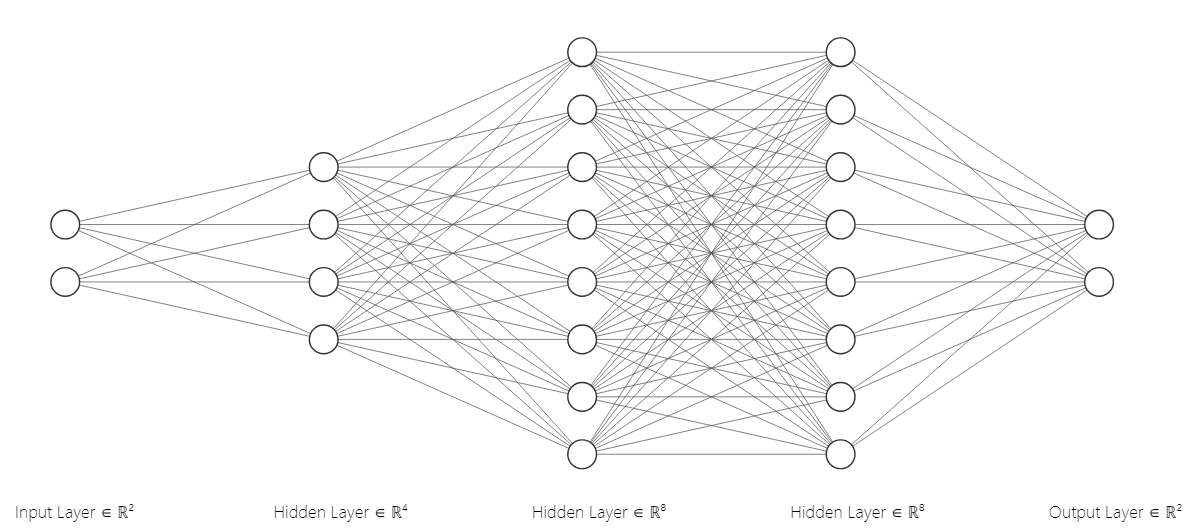 Input Layer ∈ ℝ²
Hidden Layer ∈ ℝ⁴
Hidden Layer ∈ ℝ⁸
Hidden Layer ∈ ℝ⁸
Output Layer ∈ ℝ²